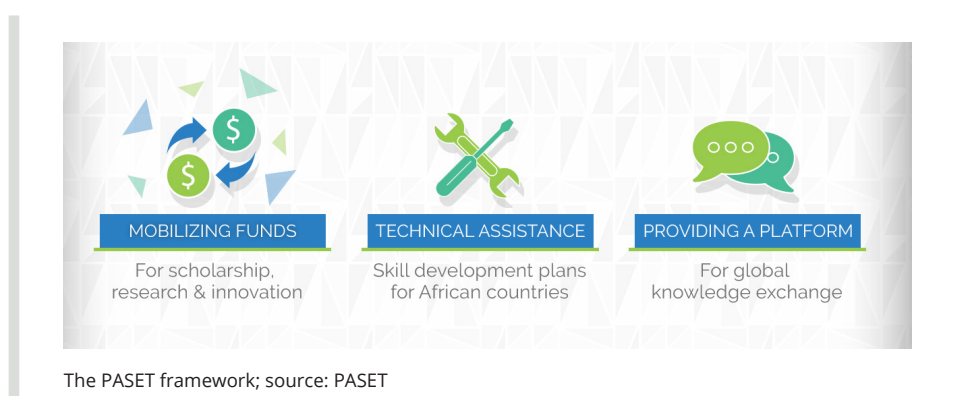 MOBILIZING FUNDS
For scholarship,
research & innovation
TECHNICAL ASSISTANCE
Skill development plans
for African countries
PROVIDING A PLATFORM
For global
knowledge exchange
The PASET framework; source: PASET